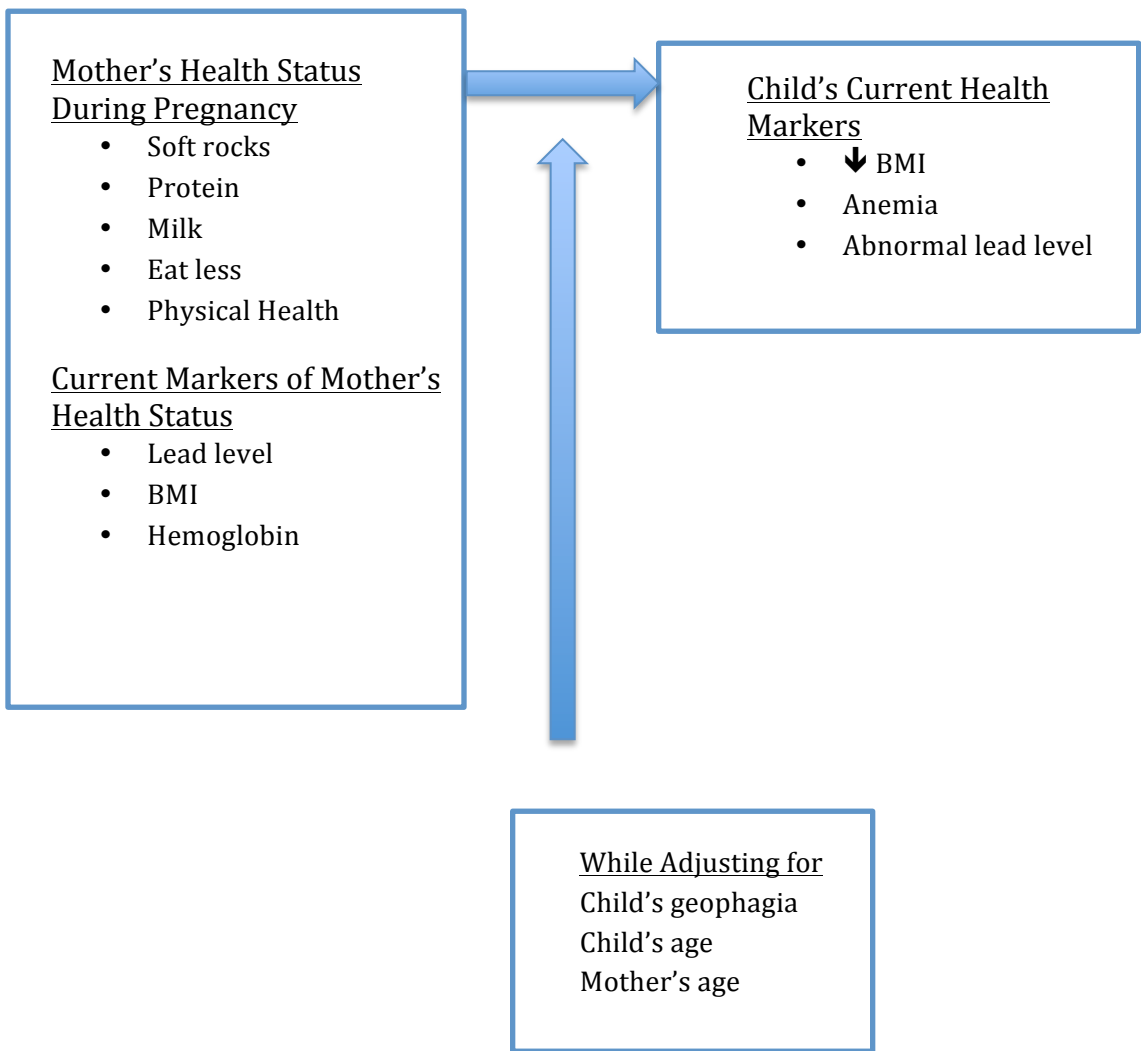 Mother’s Health Status
During Pregnancy
• Soft rocks
• Protein
• Milk
• Eat less
• Physical Health
Current Markers of Mother’s
Health Status
• Lead level
• BMI
• Hemoglobin
Child’s Current Health
Markers
• 🡻 BMI
• Anemia
• Abnormal lead level
While Adjusting for
Child’s geophagia
Child’s age
Mother’s age